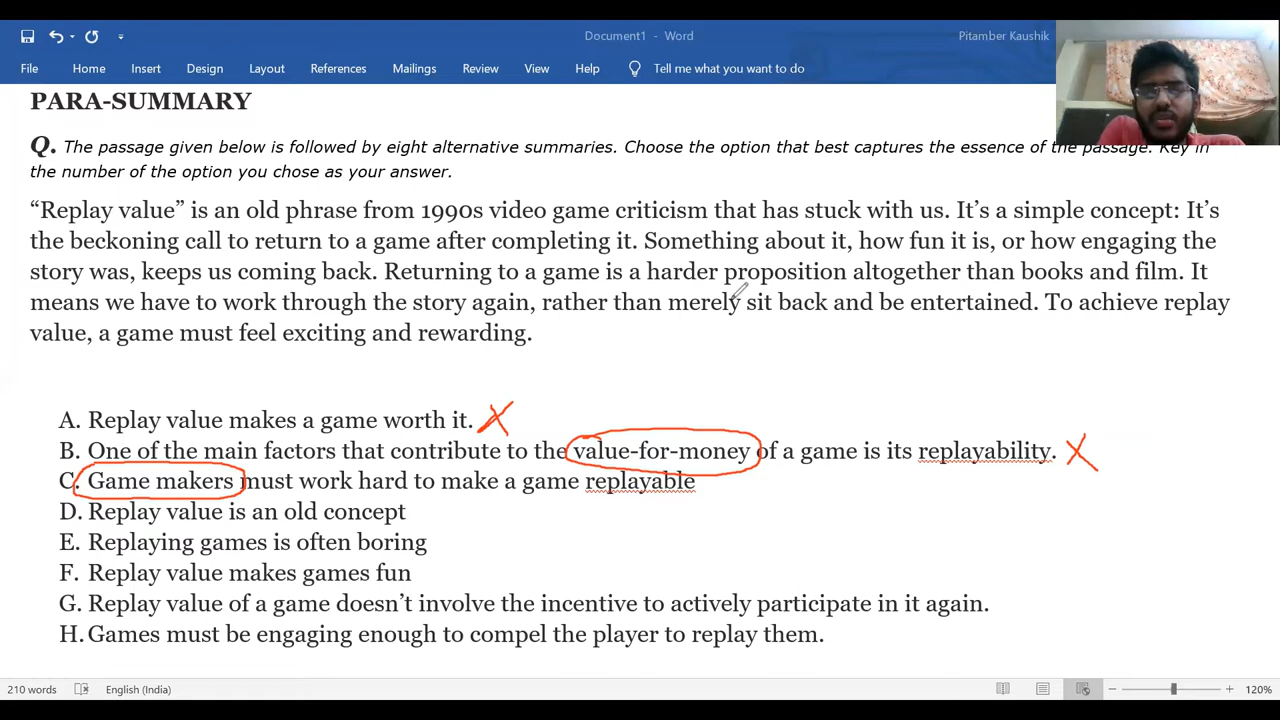 Document1 - Word
Pitamber Kaushik
File Home Insert Design Layout References Mailings Review View Help Tell me what you want to do
PARA-SUMMARY
Q. The passage given below is followed by eight alternative summaries. Choose the option that best captures the essence of the passage. Key in
the number of the option you chose as your answer.
“Replay value” is an old phrase from 1990s video game criticism that has stuck with us. It’s a simple concept: It’s
the beckoning call to return to a game after completing it. Something about it, how fun it is, or how engaging the
story was, keeps us coming back. Returning to a game is a harder proposition altogether than books and film. It
means we have to work through the story again, rather than merely sit back and be entertained. To achieve replay
value, a game must feel exciting and rewarding.
A. Replay value makes a game worth it.
B. One of the main factors that contribute to the value-for-money of a game is its replayability.
C. Game makers must work hard to make a game replayable
D. Replay value is an old concept
E. Replaying games is often boring
F. Replay value makes games fun
G. Replay value of a game doesn’t involve the incentive to actively participate in it again.
H. Games must be engaging enough to compel the player to replay them.
210 words English (India) 120%